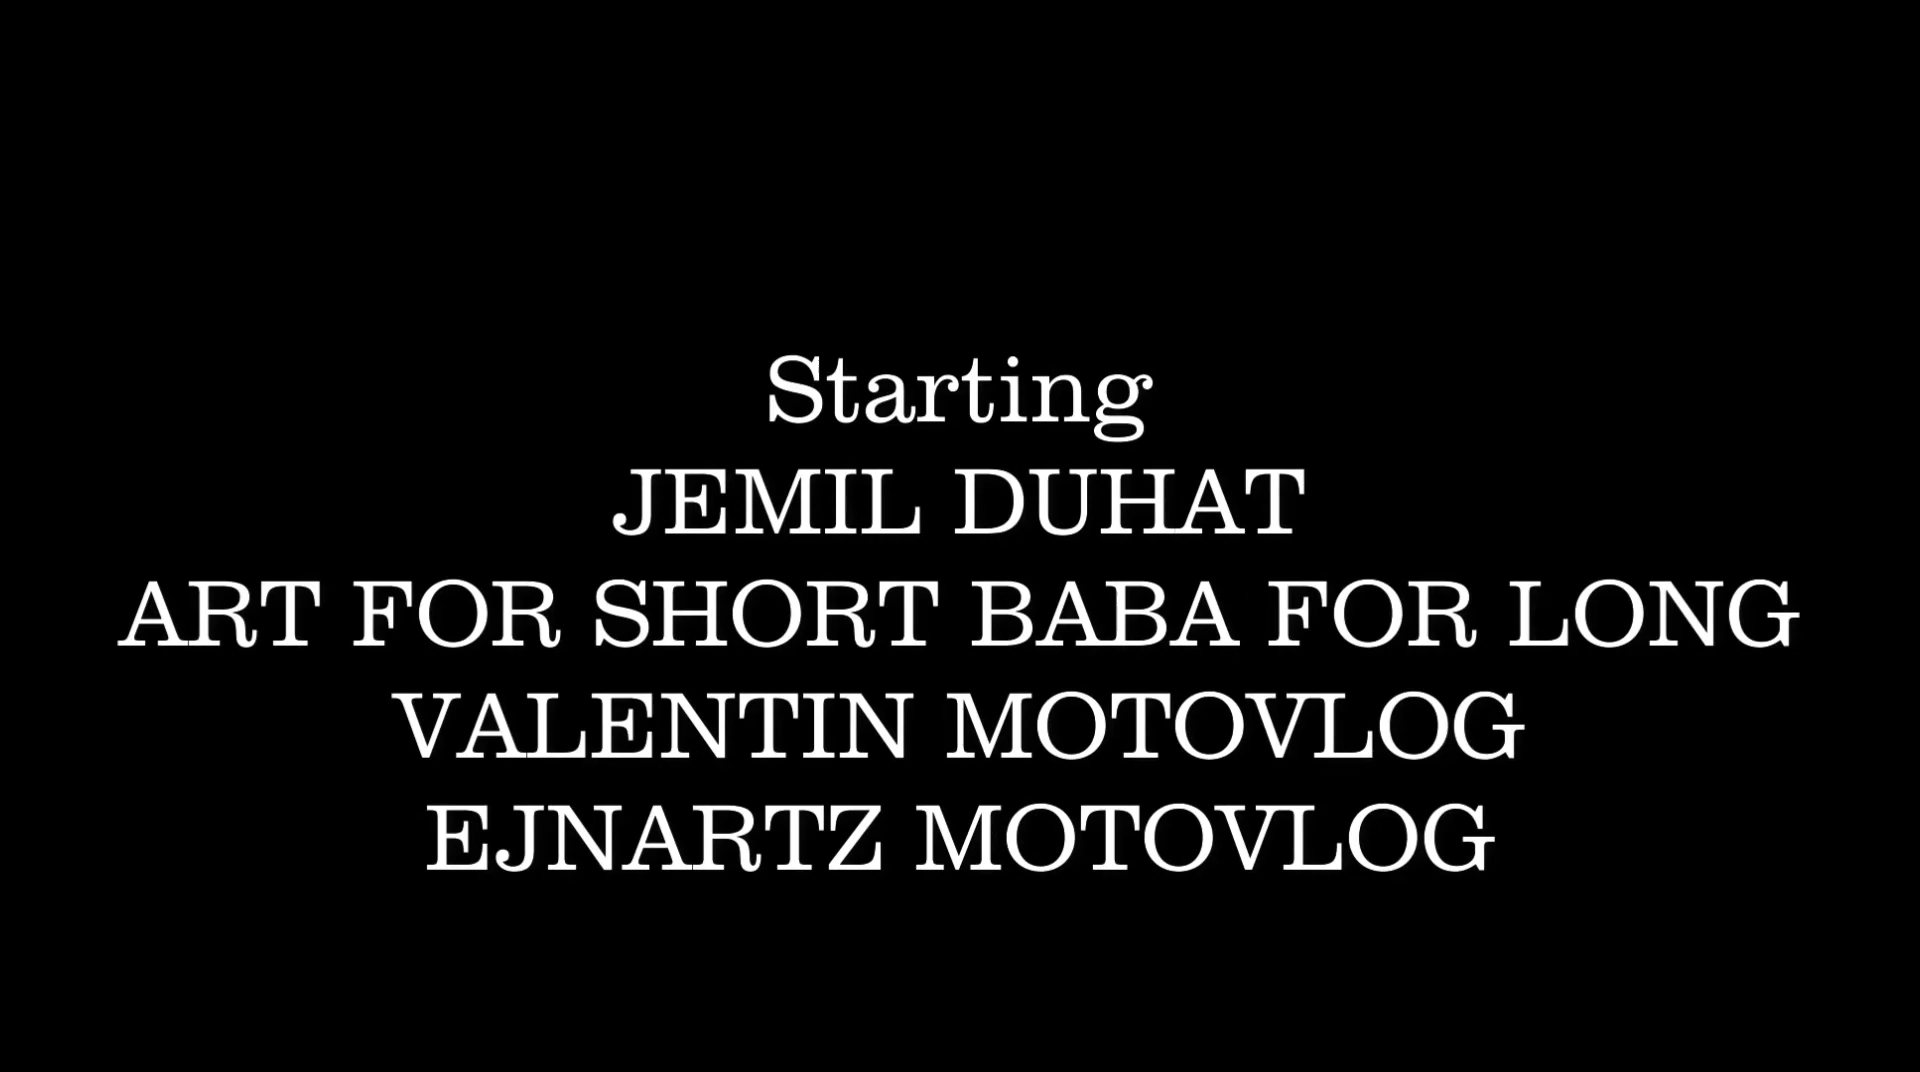 Starting
JEMIL DUHAT
ART FOR SHORT BABA FOR LONG
VALENTIN MOTOVLOG
EJNARTZ MOTOVLOG